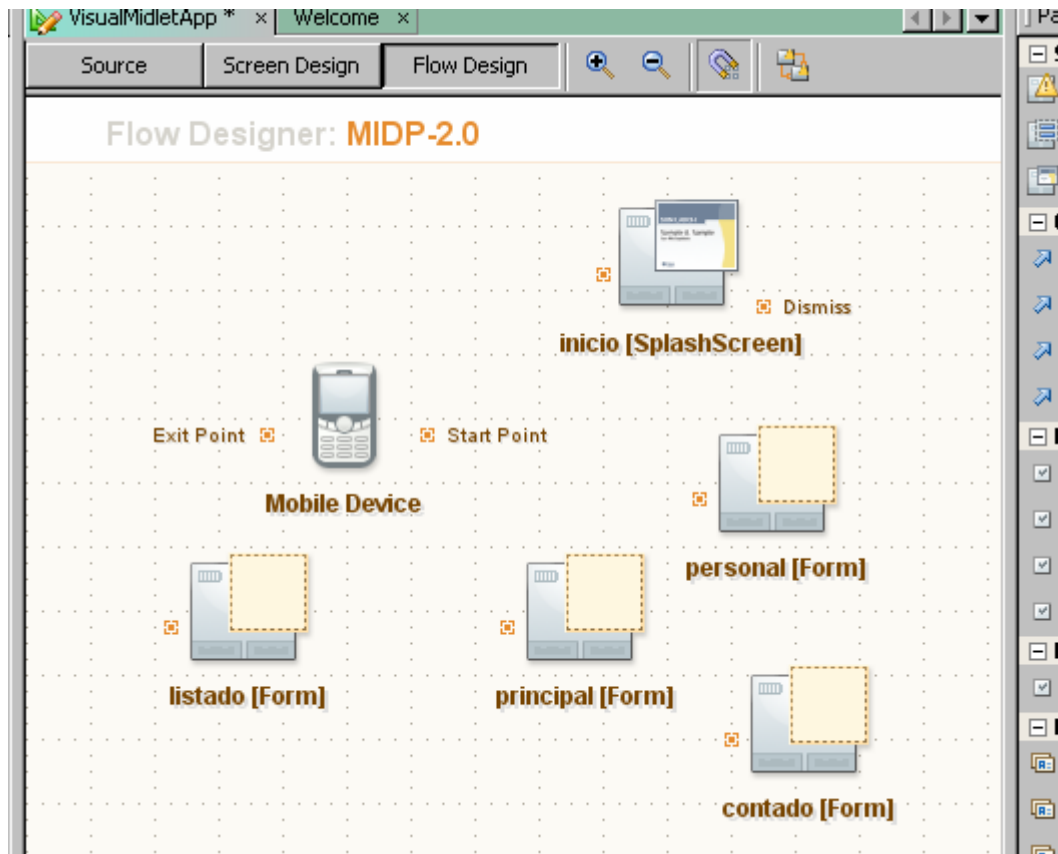 VisualMidletApp * × Welcome ×
Source Screen Design Flow Design
Flow Designer: MIDP-2.0
Dismiss
inicio [SplashScreen]
Exit Point Start Point
Mobile Device
personal [Form]
listado [Form] principal [Form]
contado [Form]